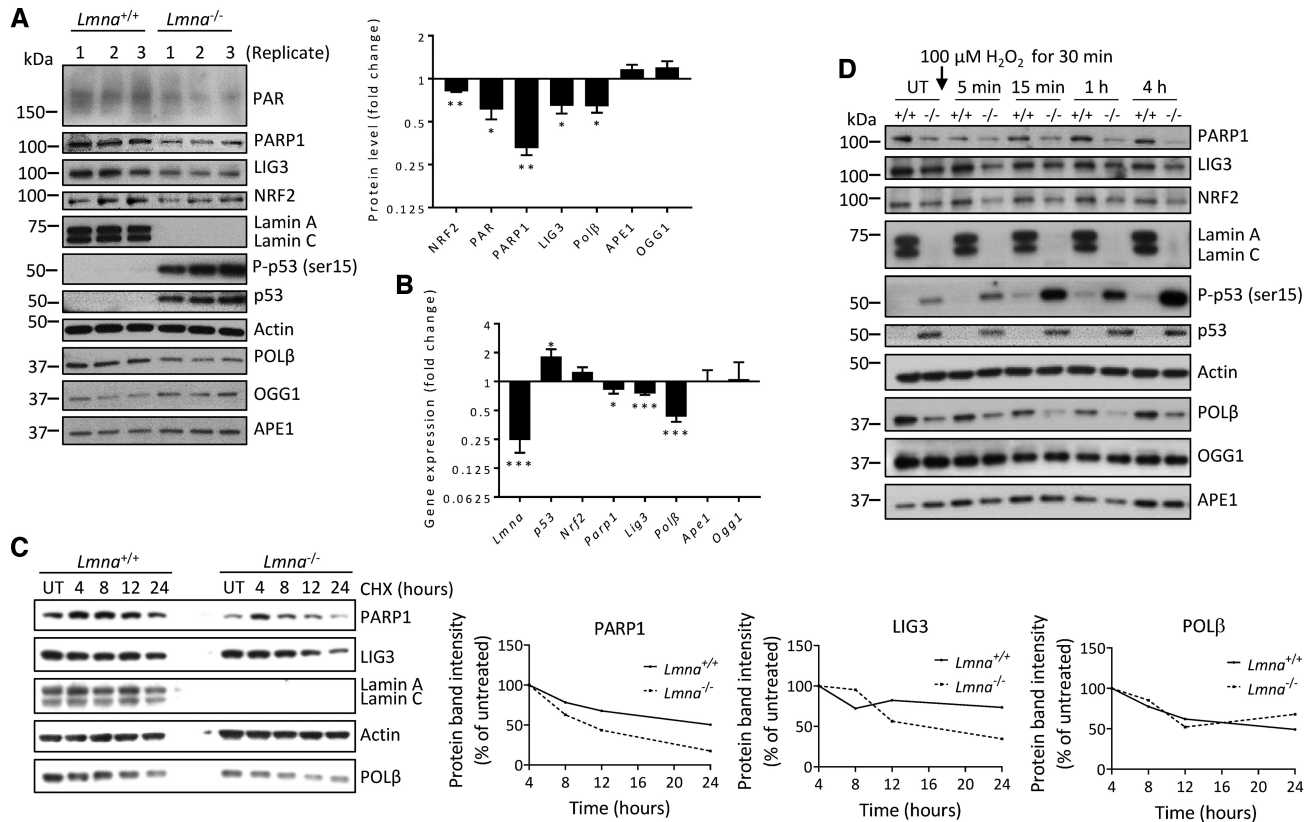 A
Lmna+/+ Lmna-/-
kDa 1 2 3 1 2 3 (Replicate)
150 PAR
100 PARP1
100 LIG3
100 NRF2
75 Lamin A
Lamin C
50 P-p53 (ser15)
50 p53
50 Actin
37 POLβ
37 OGG1
37 APE1
Protein level (fold change)
2
1
0.5
0.25
0.125
** * ** * *
NRF2 PAR PARP1 LIG3 Polβ APE1 OGG1
B
Gene expression (fold change)
4
2
1
0.5
0.25
0.125
0.0625
*** * * *** ***
Lmna p53 Nrf2 Parp1 Lig3 Polβ Ape1 Ogg1
C
Lmna+/+ Lmna-/-
UT 4 8 12 24 UT 4 8 12 24 CHX (hours)
PARP1
LIG3
Lamin A
Lamin C
Actin
POLβ
PARP1
Protein band intensity
(% of untreated)
150
100
50
0
Lmna+/+
Lmna-/-
4 8 12 16 20 24
Time (hours)
LIG3
Protein band intensity
(% of untreated)
150
100
50
0
Lmna+/+
Lmna-/-
4 8 12 16 20 24
Time (hours)
POLβ
Protein band intensity
(% of untreated)
150
100
50
0
Lmna+/+
Lmna-/-
4 8 12 16 20 24
Time (hours)
D
100 µM H₂O₂ for 30 min
UT 5 min 15 min 1 h 4 h
kDa +/+ -/- +/+ -/- +/+ -/- +/+ -/- +/+ -/-
100 PARP1
100 LIG3
100 NRF2
75 Lamin A
Lamin C
50 P-p53 (ser15)
p53
50 Actin
37 POLβ
37 OGG1
37 APE1